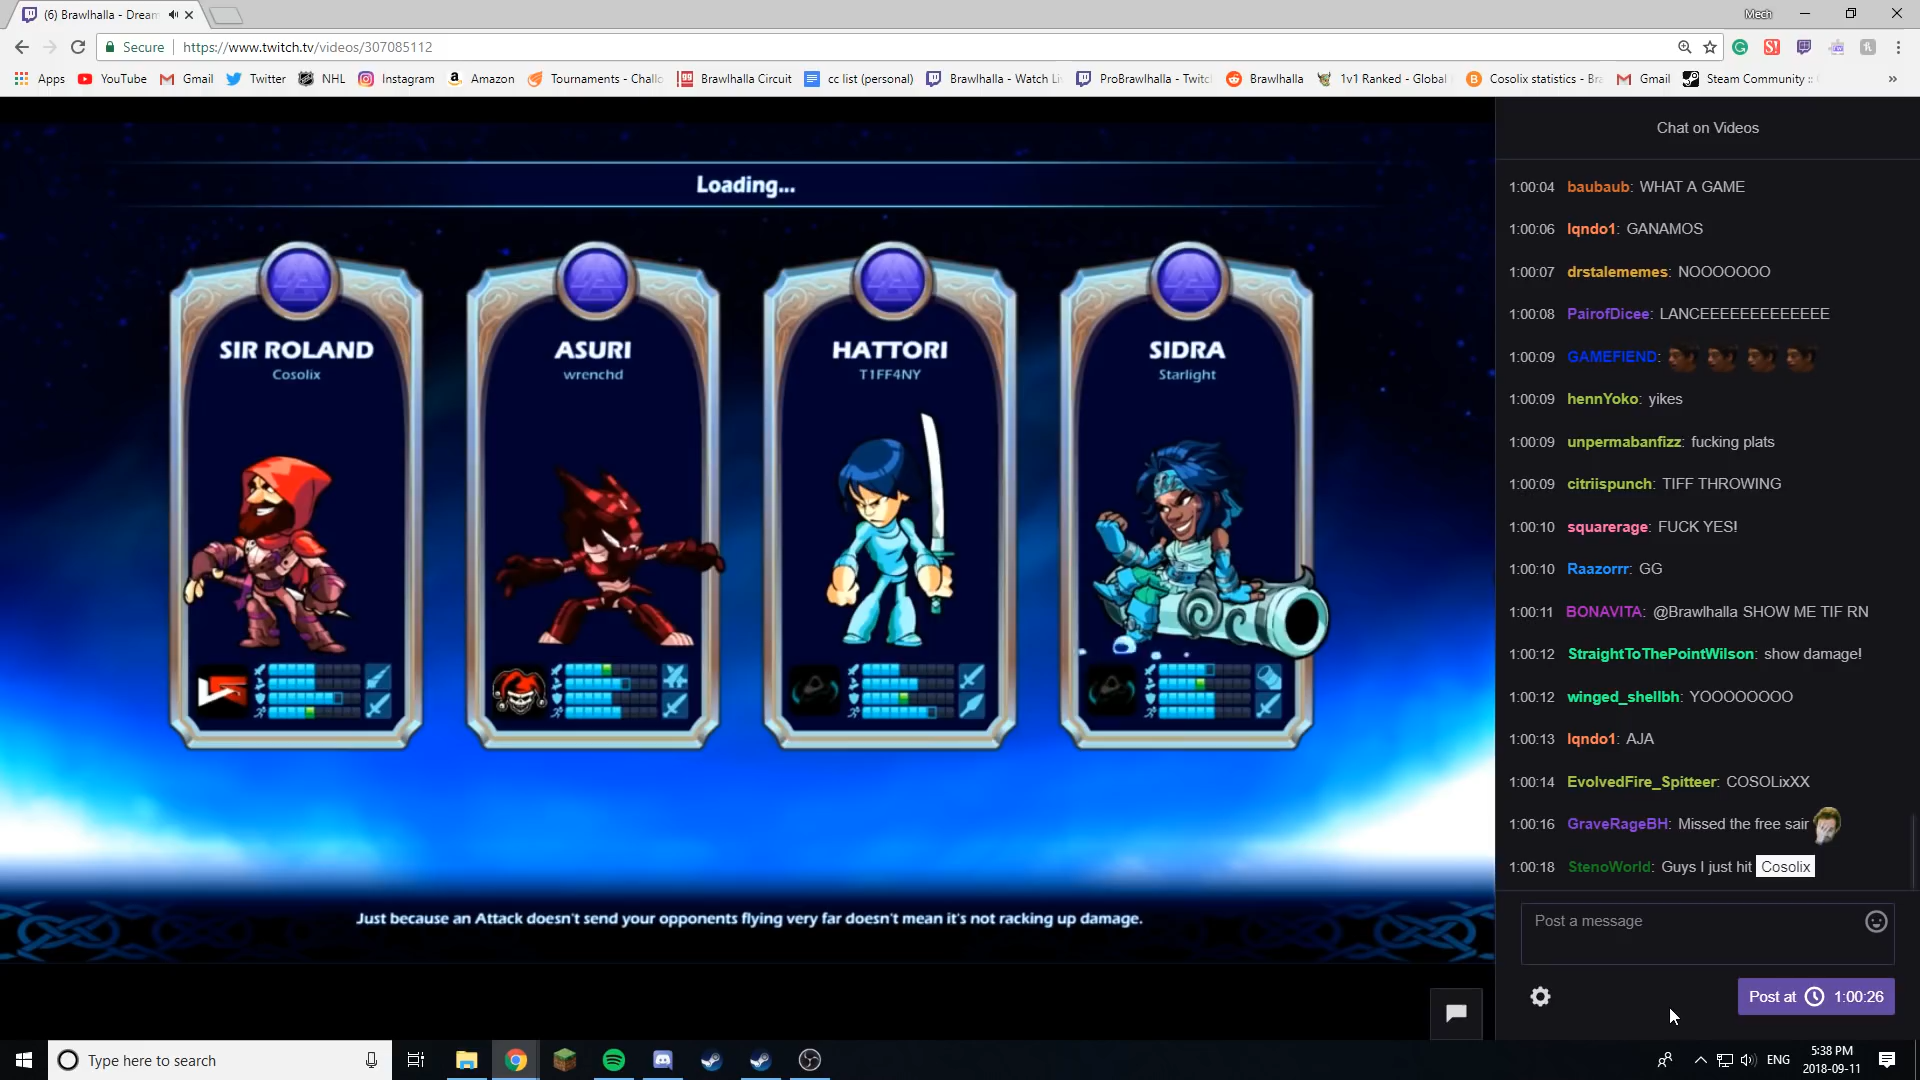 (6) Brawlhalla - Dream
Mech
Secure
https://www.twitch.tv/videos/307085112
Apps
YouTube
Gmail
Twitter
NHL
Instagram
Amazon
Tournaments - Challo
Brawlhalla Circuit
cc list (personal)
Brawlhalla - Watch Li
ProBrawlhalla - Twitc
Brawlhalla
1v1 Ranked - Global
Cosolix statistics - Bra
Gmail
Steam Community ::
»
Loading...
SIR ROLAND
Cosolix
ASURI
wrenchd
HATTORI
T1FF4NY
SIDRA
Starlight
Just because an Attack doesn't send your opponents flying very far doesn't mean it's not racking up damage.
Chat on Videos
1:00:04 baubaub: WHAT A GAME
1:00:06 lqndo1: GANAMOS
1:00:07 drstalememes: NOOOOOOO
1:00:08 PairofDicee: LANCEEEEEEEEEEEEE
1:00:09 GAMEFIEND:
1:00:09 hennYoko: yikes
1:00:09 unpermabanfizz: fucking plats
1:00:09 citriispunch: TIFF THROWING
1:00:10 squarerage: FUCK YES!
1:00:10 Raazorrr: GG
1:00:11 BONAVITA: @Brawlhalla SHOW ME TIF RN
1:00:12 StraightToThePointWilson: show damage!
1:00:12 winged_shellbh: YOOOOOOOO
1:00:13 lqndo1: AJA
1:00:14 EvolvedFire_Spitteer: COSOLixXX
1:00:16 GraveRageBH: Missed the free sair
1:00:18 StenoWorld: Guys I just hit Cosolix
Post a message
Post at 1:00:26
Type here to search
ENG
5:38 PM
2018-09-11